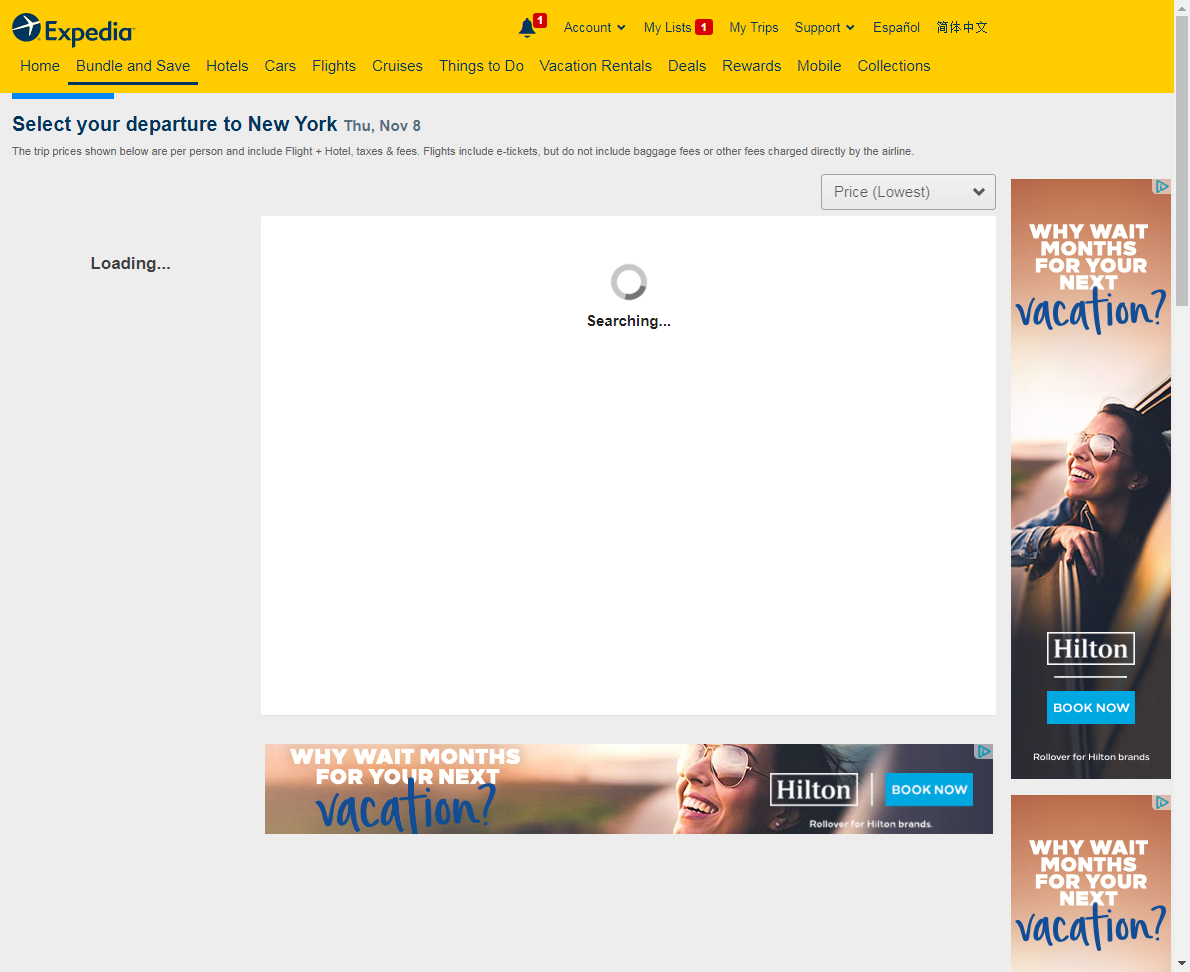 Expedia
1
Account
My Lists 1
My Trips
Support
Español
简体中文
Home
Bundle and Save
Hotels
Cars
Flights
Cruises
Things to Do
Vacation Rentals
Deals
Rewards
Mobile
Collections
Select your departure to New York Thu, Nov 8
The trip prices shown below are per person and include Flight + Hotel, taxes & fees. Flights include e-tickets, but do not include baggage fees or other fees charged directly by the airline.
Price (Lowest)
Loading...
Searching...
WHY WAIT
MONTHS
FOR YOUR
NEXT
vacation?
Hilton
BOOK NOW
Rollover for Hilton brands
WHY WAIT MONTHS
FOR YOUR NEXT
vacation?
Hilton
BOOK NOW
Rollover for Hilton brands.
WHY WAIT
MONTHS
FOR YOUR
NEXT
vacation?